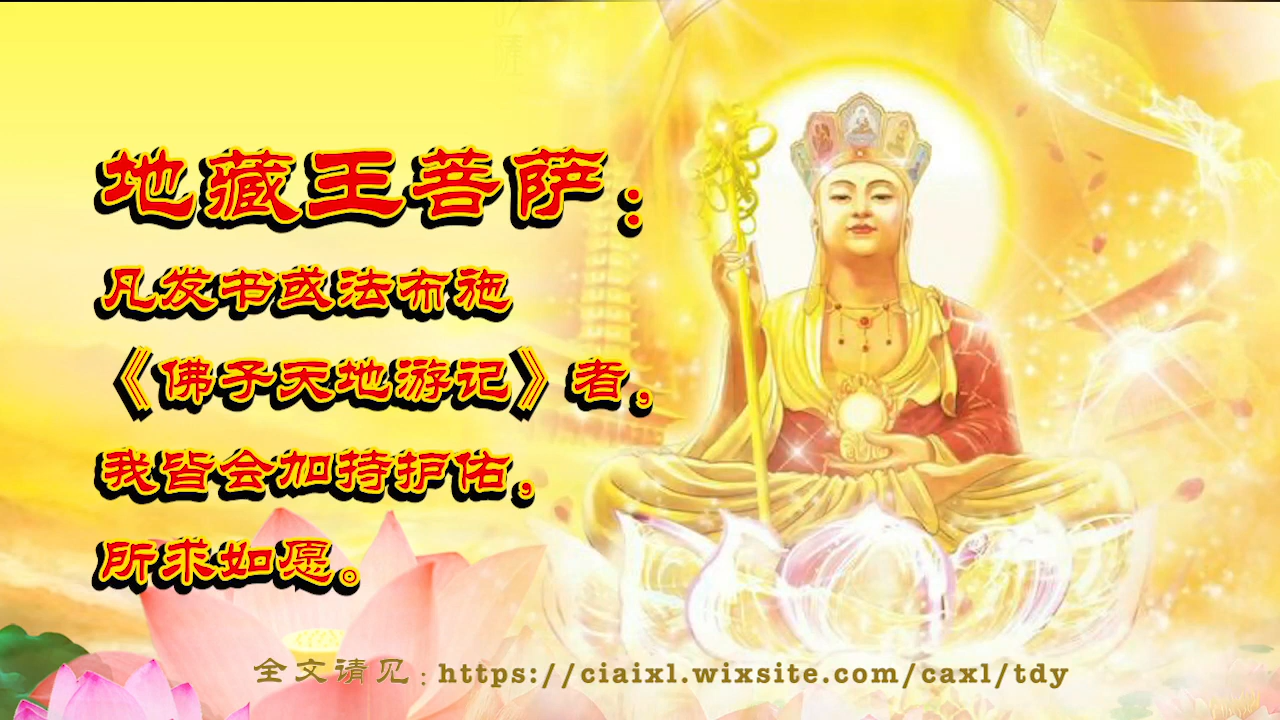 地藏王菩萨：
凡发书或法布施
《佛子天地游记》者，
我皆会加持护佑，
所求如愿。
全文请见：https://ciaixl.wixsite.com/caxl/tdy